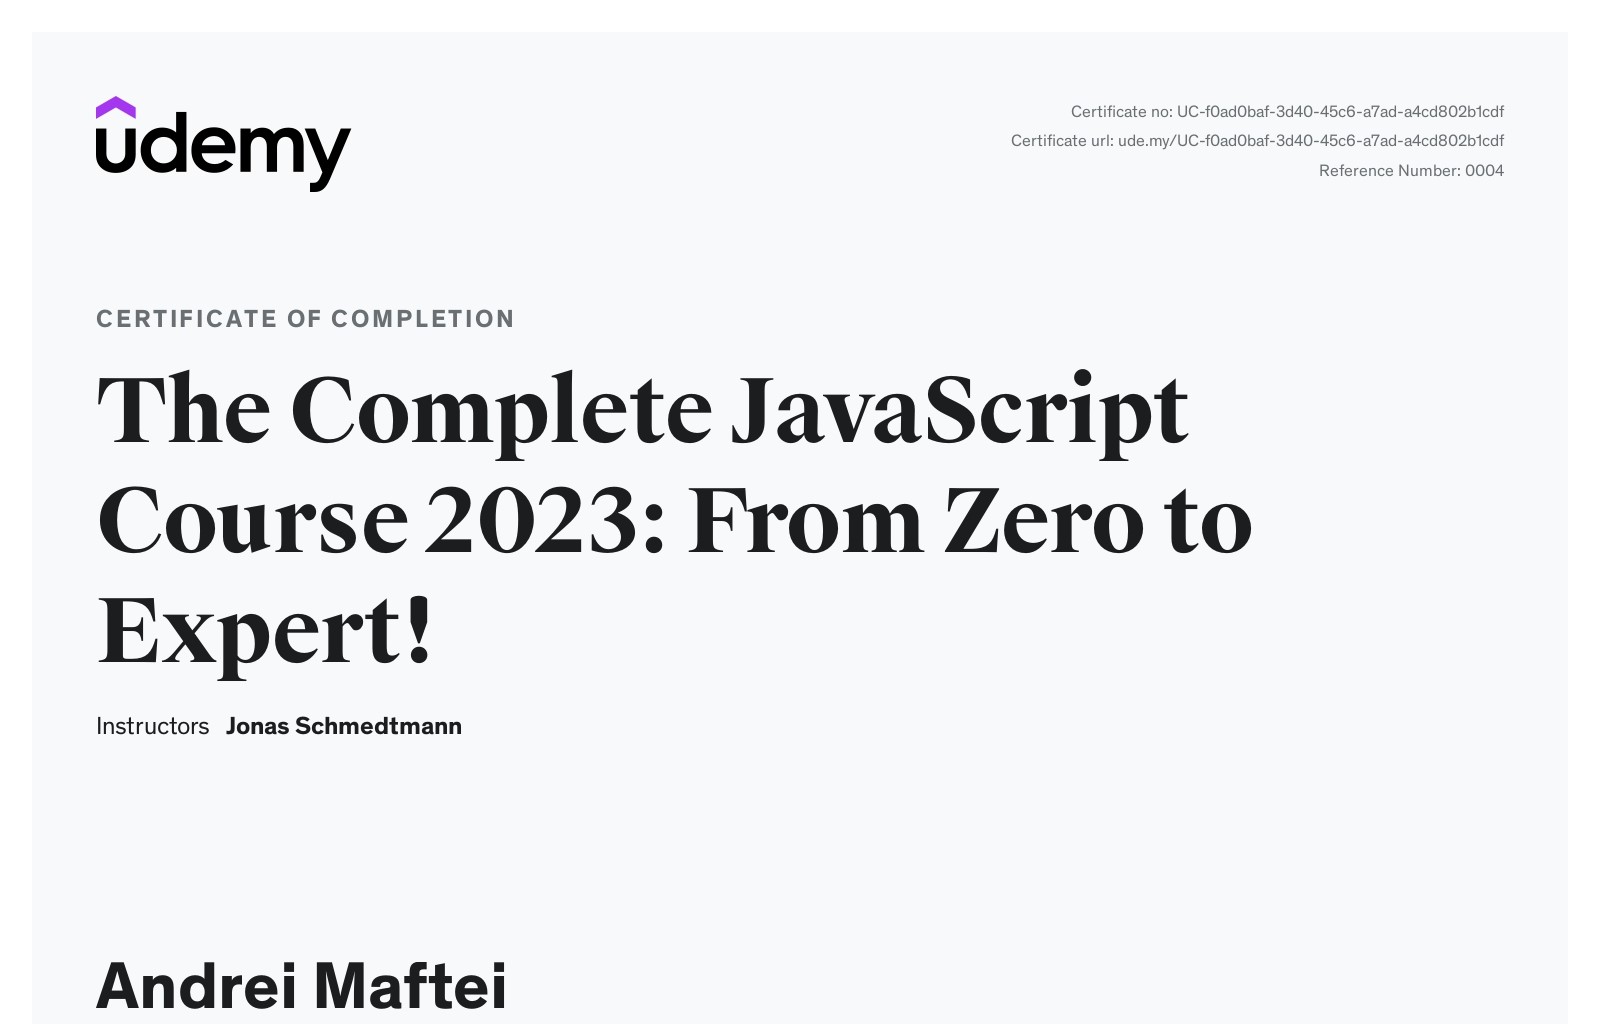 udemy
Certificate no: UC-f0ad0baf-3d40-45c6-a7ad-a4cd802b1cdf
Certificate url: ude.my/UC-f0ad0baf-3d40-45c6-a7ad-a4cd802b1cdf
Reference Number: 0004
CERTIFICATE OF COMPLETION
The Complete JavaScript
Course 2023: From Zero to
Expert!
Instructors Jonas Schmedtmann
Andrei Maftei